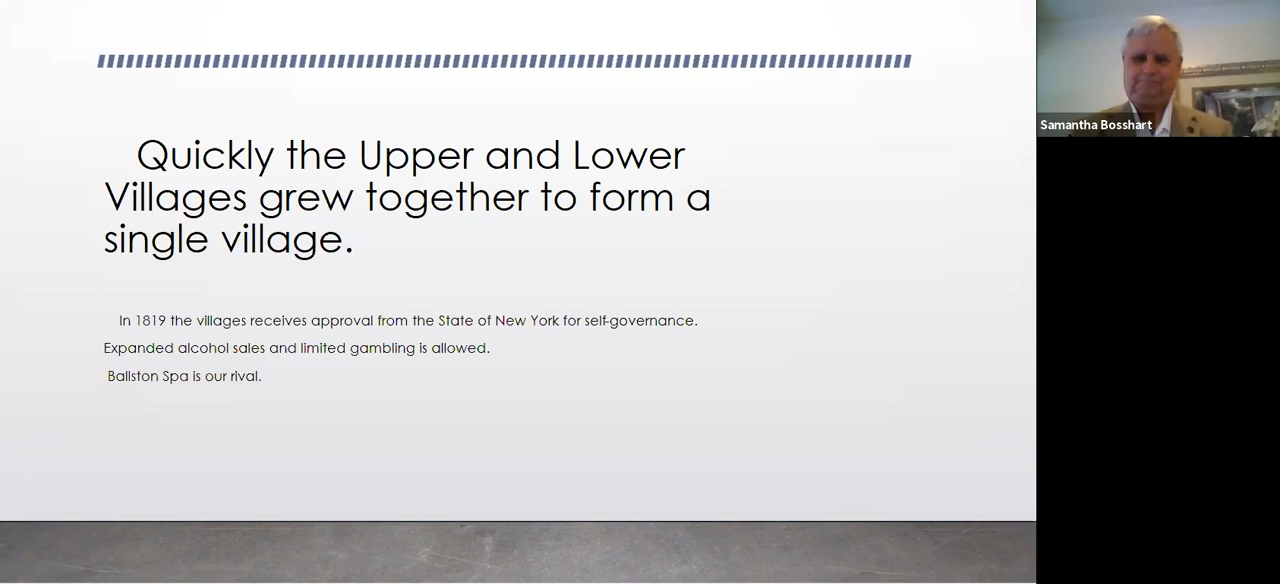 Quickly the Upper and Lower
Villages grew together to form a
single village.
In 1819 the villages receives approval from the State of New York for self-governance.
Expanded alcohol sales and limited gambling is allowed.
Ballston Spa is our rival.
Samantha Bosshart